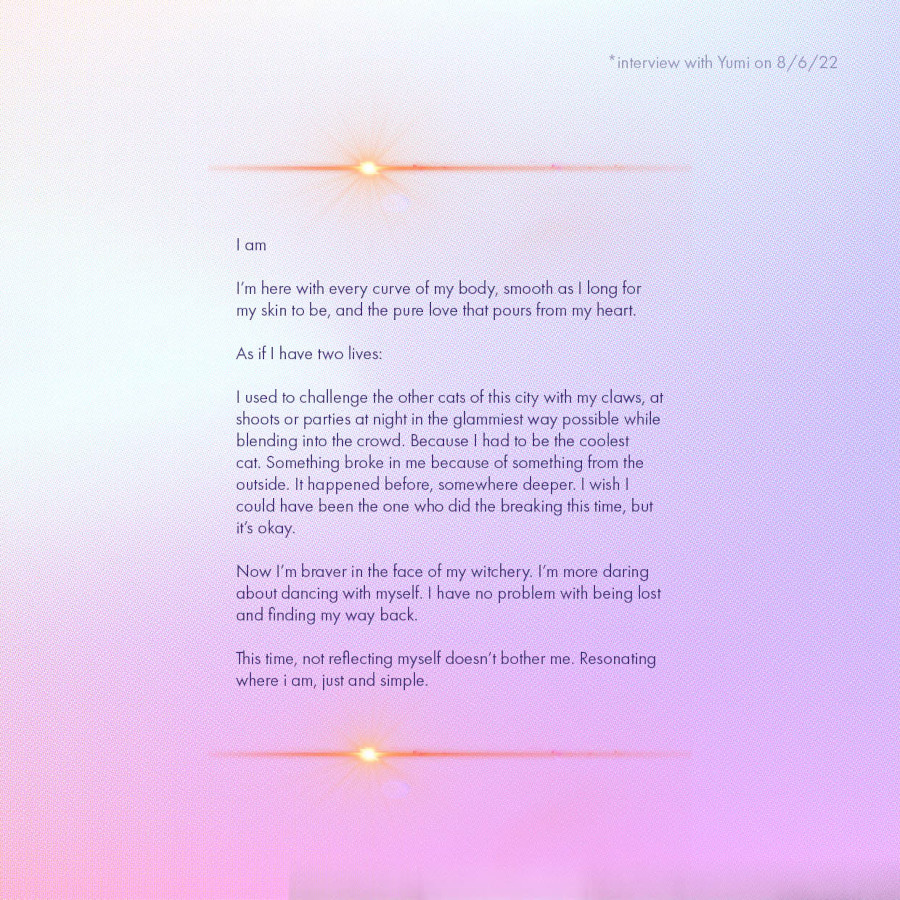 *interview with Yumi on 8/6/22
I am
I'm here with every curve of my body, smooth as I long for
my skin to be, and the pure love that pours from my heart.
As if I have two lives:
I used to challenge the other cats of this city with my claws, at
shoots or parties at night in the glammiest way possible while
blending into the crowd. Because I had to be the coolest
cat. Something broke in me because of something from the
outside. It happened before, somewhere deeper. I wish I
could have been the one who did the breaking this time, but
it's okay.
Now I'm braver in the face of my witchery. I'm more daring
about dancing with myself. I have no problem with being lost
and finding my way back.
This time, not reflecting myself doesn't bother me. Resonating
where i am, just and simple.